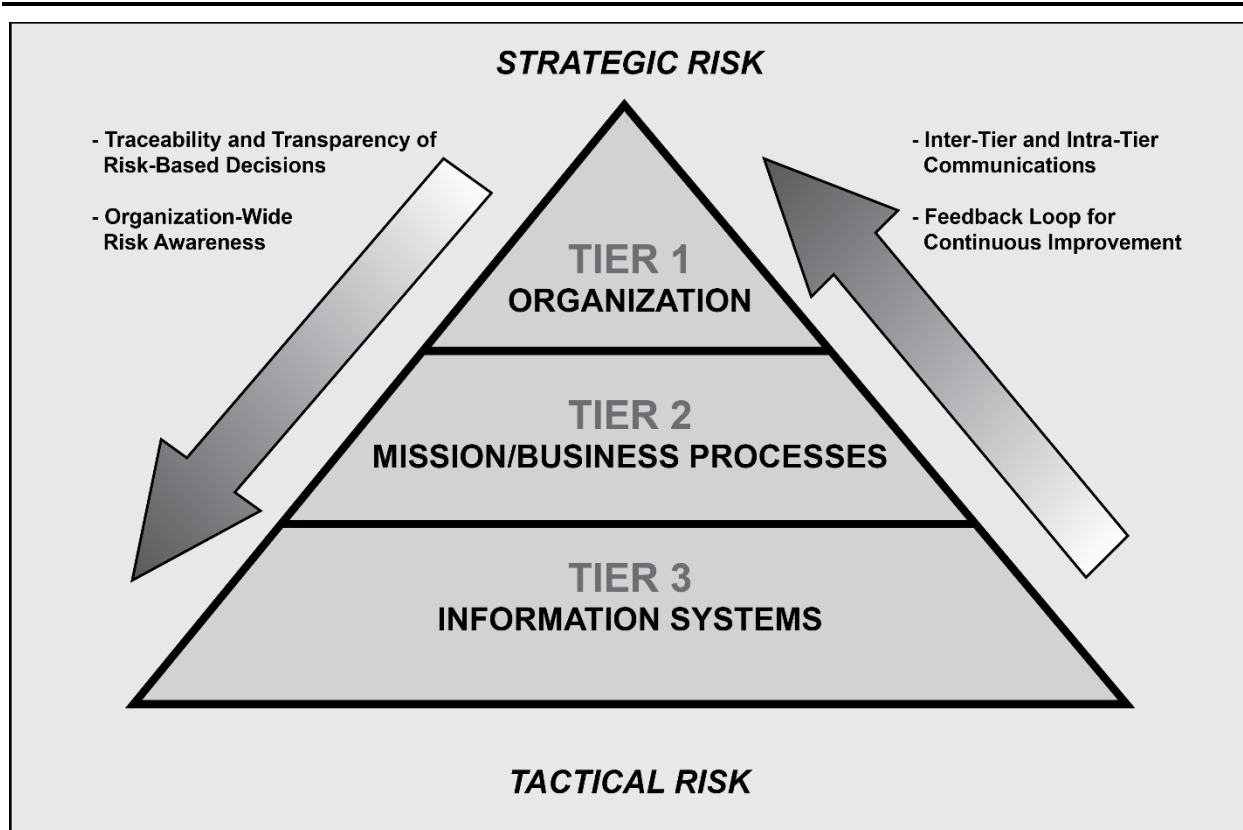 STRATEGIC RISK
- Traceability and Transparency of
Risk-Based Decisions
- Organization-Wide
Risk Awareness
- Inter-Tier and Intra-Tier
Communications
- Feedback Loop for
Continuous Improvement
TIER 1
ORGANIZATION
TIER 2
MISSION/BUSINESS PROCESSES
TIER 3
INFORMATION SYSTEMS
TACTICAL RISK